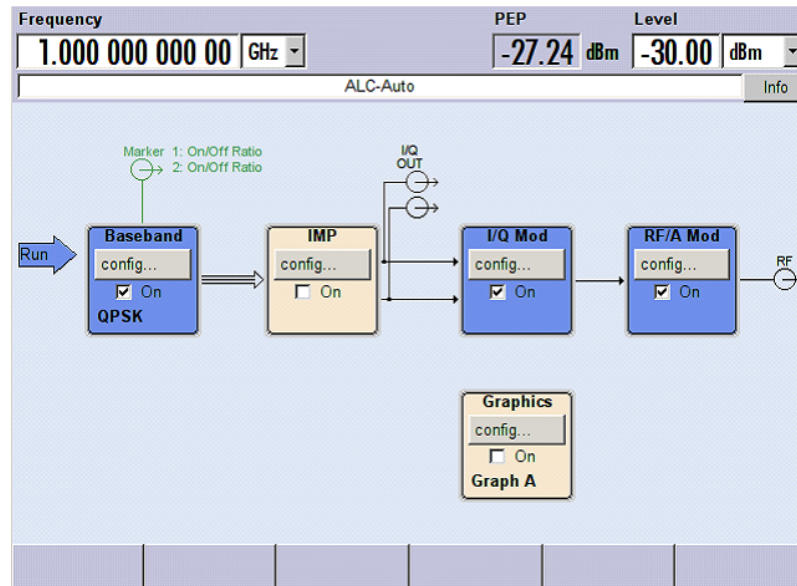 Frequency
PEP
Level
1.000 000 000 00 GHz
-27.24 dBm
-30.00 dBm
ALC-Auto
Info
Marker 1: On/Off Ratio
2: On/Off Ratio
I/Q
OUT
Run
Baseband
config...
On
QPSK
IMP
config...
On
I/Q Mod
config...
On
RF/A Mod
config...
On
RF
Graphics
config...
On
Graph A